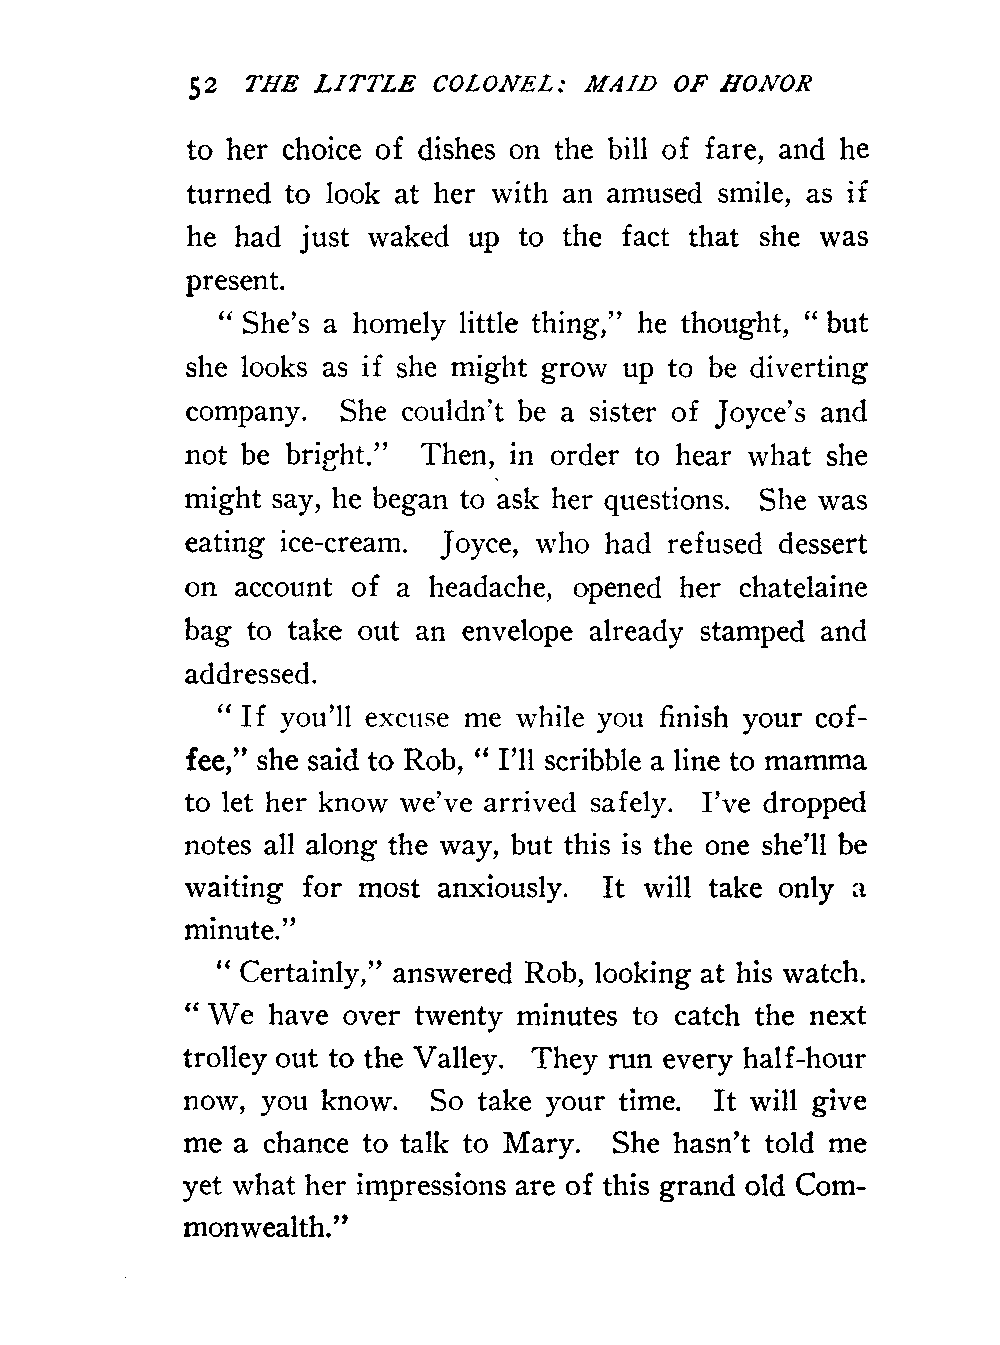 52 THE LITTLE COLONEL: MAID OF HONOR
to her choice of dishes on the bill of fare, and he
turned to look at her with an amused smile, as if
he had just waked up to the fact that she was
present.
“ She’s a homely little thing,” he thought, “ but
she looks as if she might grow up to be diverting
company. She couldn’t be a sister of Joyce’s and
not be bright.” Then, in order to hear what she
might say, he began to ask her questions. She was
eating ice-cream. Joyce, who had refused dessert
on account of a headache, opened her chatelaine
bag to take out an envelope already stamped and
addressed.
“ If you’ll excuse me while you finish your cof-
fee,” she said to Rob, “ I’ll scribble a line to mamma
to let her know we’ve arrived safely. I’ve dropped
notes all along the way, but this is the one she’ll be
waiting for most anxiously. It will take only a
minute.”
“ Certainly,” answered Rob, looking at his watch.
“ We have over twenty minutes to catch the next
trolley out to the Valley. They run every half-hour
now, you know. So take your time. It will give
me a chance to talk to Mary. She hasn’t told me
yet what her impressions are of this grand old Com-
monwealth.”